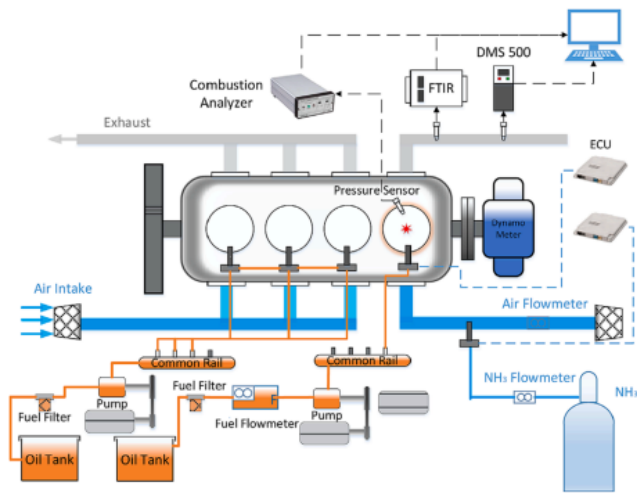 DMS 500
Combustion
Analyzer
FTIR
Exhaust
ECU
Pressure Sensor
Dynamo
Meter
Air Intake
Air Flowmeter
Common Rail
Common Rail
Fuel Filter
NH₃ Flowmeter
NH₃
Pump
Fuel Filter
F
Pump
Fuel Flowmeter
Oil Tank
Oil Tank